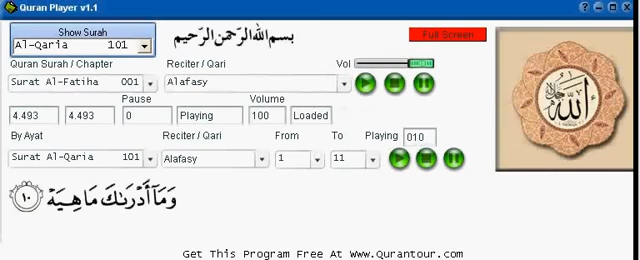 Quran Player v1.1
Show Surah
Al-Qaria 101
بسم الله الرحمن الرحيم
Full Screen
Quran Surah / Chapter Reciter / Qari Vol
Surat Al-Fatiha 001 Alafasy
Pause Volume
4.493 4.493 0 Playing 100 Loaded
By Ayat Reciter / Qari From To Playing 010
Surat Al-Qaria 101 Alafasy 1 11
وَمَآ أَدۡرَىٰكَ مَا هِيَهۡ ١٠
الله جل جلاله
Get This Program Free At Www.Qurantour.com